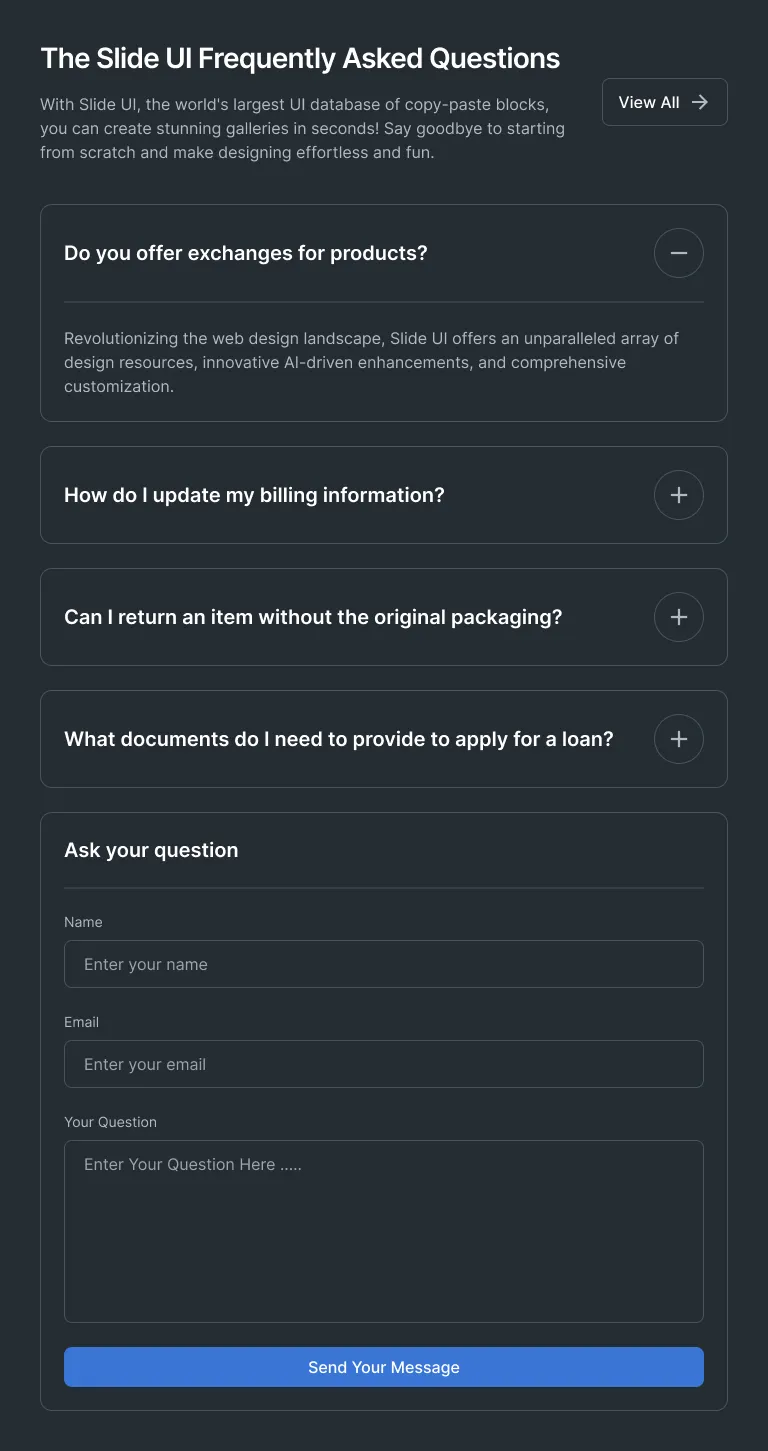 The Slide UI Frequently Asked Questions
With Slide UI, the world's largest UI database of copy-paste blocks,
you can create stunning galleries in seconds! Say goodbye to starting
from scratch and make designing effortless and fun.
View All
Do you offer exchanges for products?
Revolutionizing the web design landscape, Slide UI offers an unparalleled array of
design resources, innovative AI-driven enhancements, and comprehensive
customization.
How do I update my billing information?
Can I return an item without the original packaging?
What documents do I need to provide to apply for a loan?
Ask your question
Name
Enter your name
Email
Enter your email
Your Question
Enter Your Question Here .....
Send Your Message